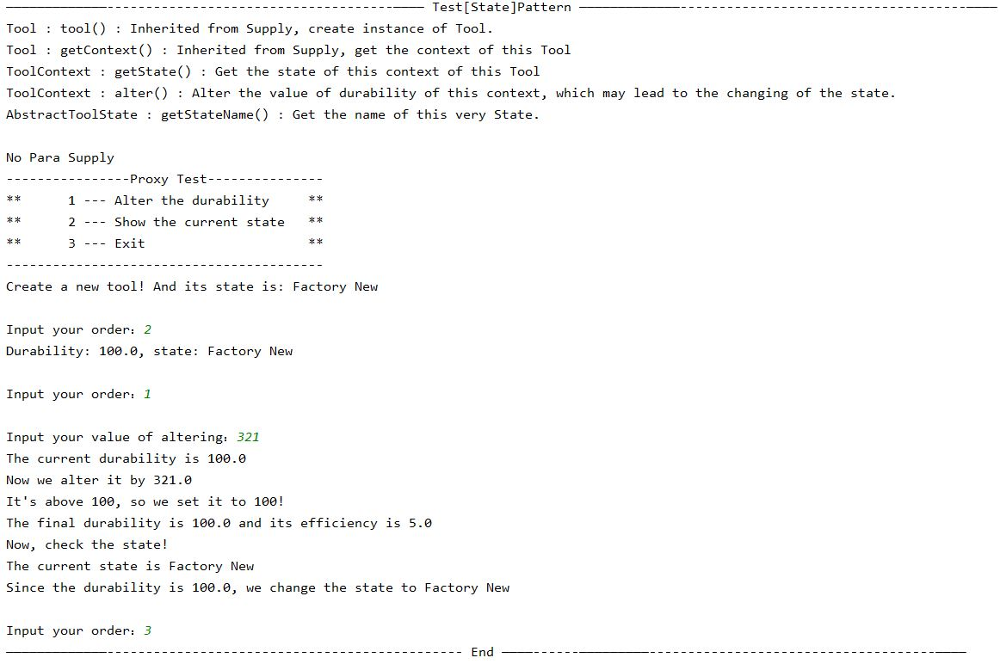 ————————————————————————————————— Test[State]Pattern —————————————————————————————————
Tool : tool() : Inherited from Supply, create instance of Tool.
Tool : getContext() : Inherited from Supply, get the context of this Tool
ToolContext : getState() : Get the state of this context of this Tool
ToolContext : alter() : Alter the value of durability of this context, which may lead to the changing of the state.
AbstractToolState : getStateName() : Get the name of this very State.
No Para Supply
----------------Proxy Test---------------
**      1 --- Alter the durability     **
**      2 --- Show the current state   **
**      3 --- Exit                     **
-----------------------------------------
Create a new tool! And its state is: Factory New
Input your order: 2
Durability: 100.0, state: Factory New
Input your order: 1
Input your value of altering: 321
The current durability is 100.0
Now we alter it by 321.0
It's above 100, so we set it to 100!
The final durability is 100.0 and its efficiency is 5.0
Now, check the state!
The current state is Factory New
Since the durability is 100.0, we change the state to Factory New
Input your order: 3
————————————————————————————————— End —————————————————————————————————